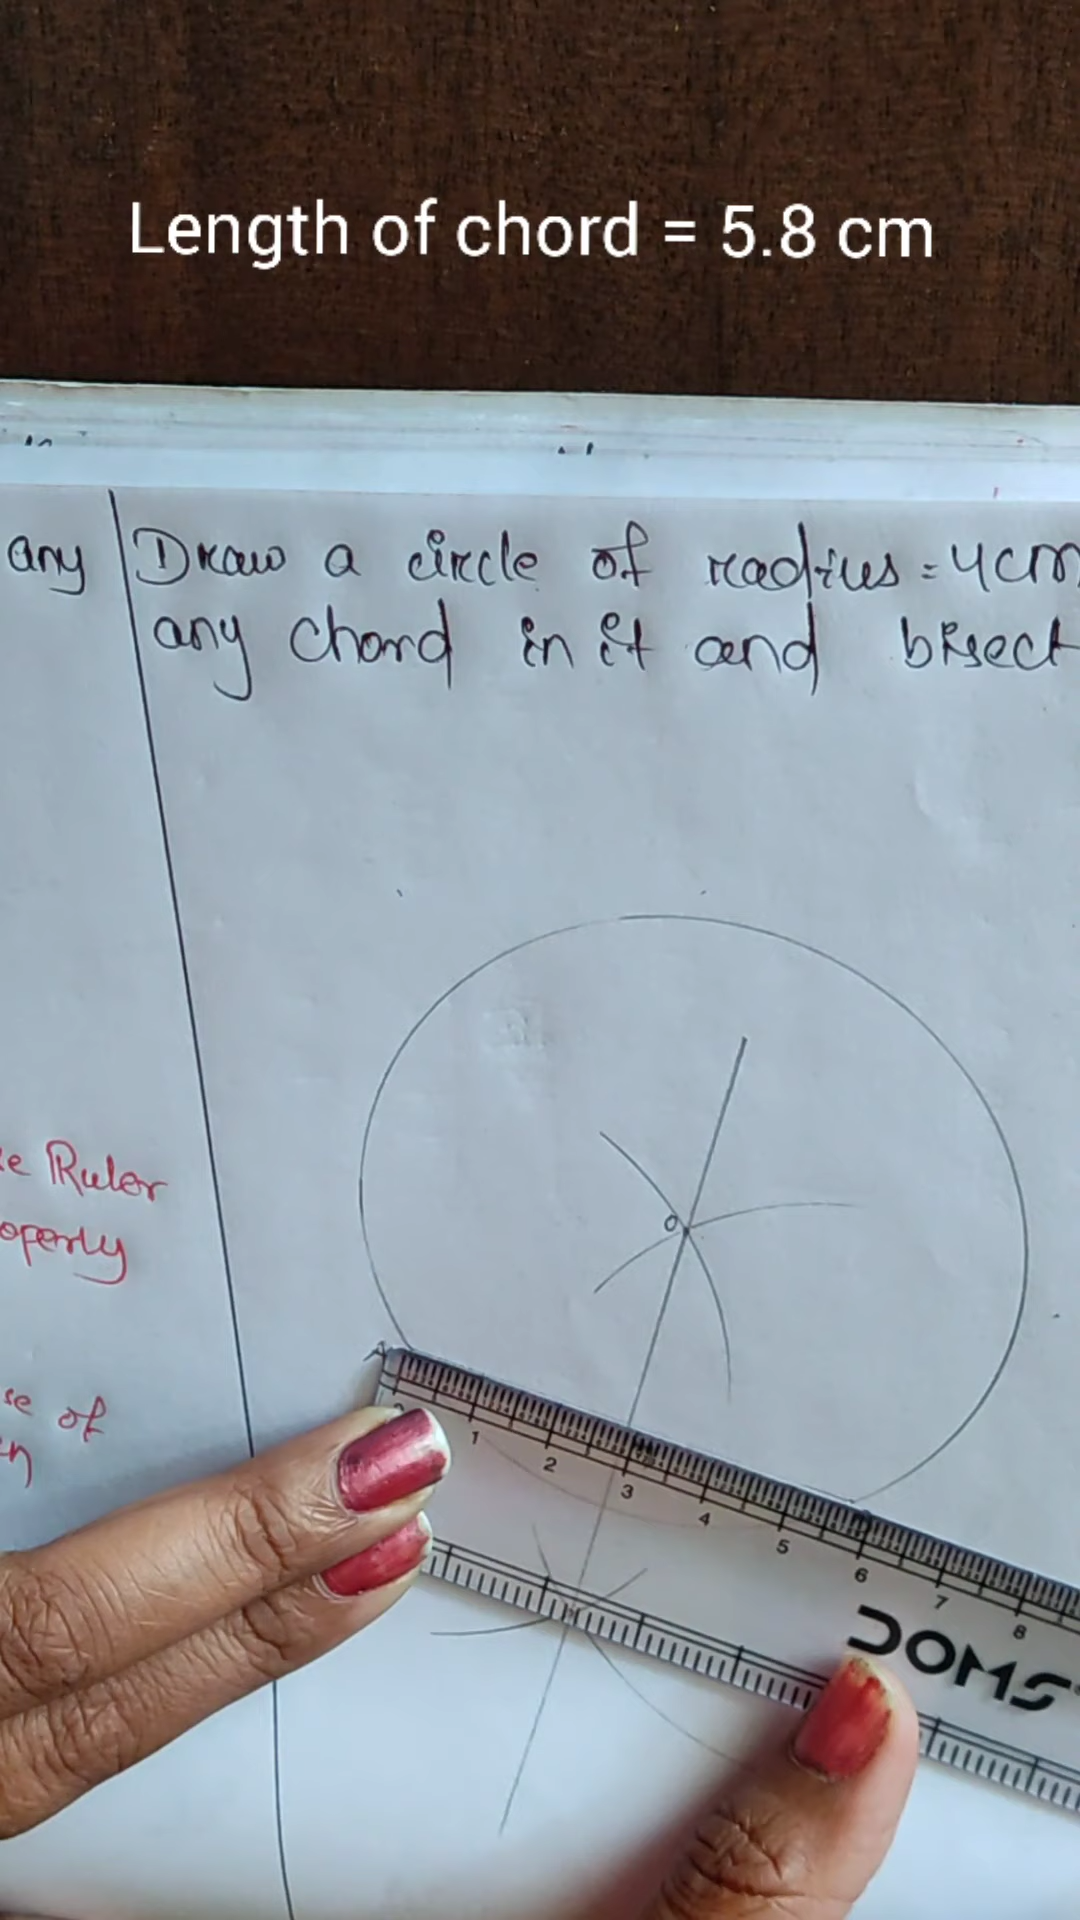 Length of chord = 5.8 cm
any
Draw a circle of radius = 4cm
any chord in it and bisect
O
Ruler
A
se of
1 2 3 4 5 6 7 8
DOMS